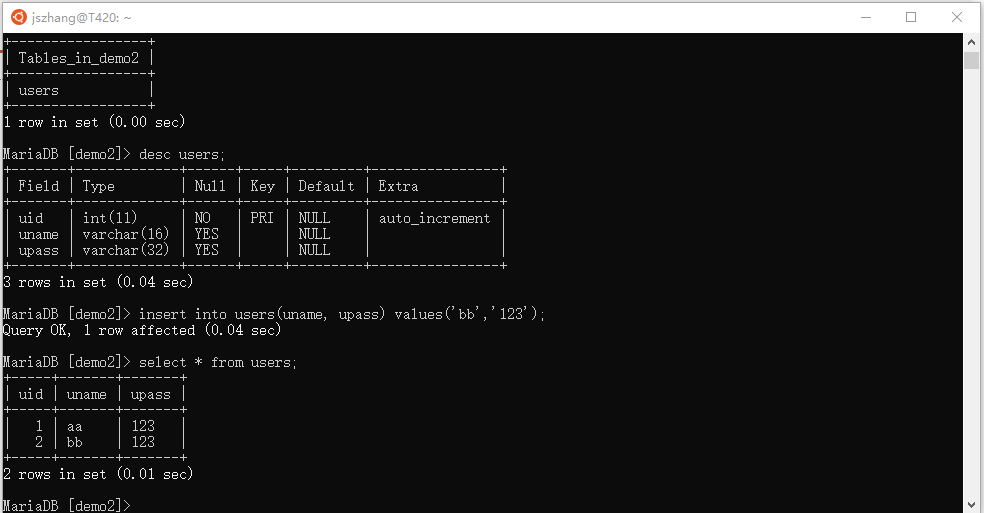 jszhang@T420: ~
+-----------------+
| Tables_in_demo2 |
+-----------------+
| users           |
+-----------------+
1 row in set (0.00 sec)
MariaDB [demo2]> desc users;
+-------+-------------+------+-----+---------+----------------+
| Field | Type        | Null | Key | Default | Extra          |
+-------+-------------+------+-----+---------+----------------+
| uid   | int(11)     | NO   | PRI | NULL    | auto_increment |
| uname | varchar(16) | YES  |     | NULL    |                |
| upass | varchar(32) | YES  |     | NULL    |                |
+-------+-------------+------+-----+---------+----------------+
3 rows in set (0.04 sec)
MariaDB [demo2]> insert into users(uname, upass) values('bb','123');
Query OK, 1 row affected (0.04 sec)
MariaDB [demo2]> select * from users;
+-----+-------+-------+
| uid | uname | upass |
+-----+-------+-------+
|   1 | aa    | 123   |
|   2 | bb    | 123   |
+-----+-------+-------+
2 rows in set (0.01 sec)
MariaDB [demo2]>